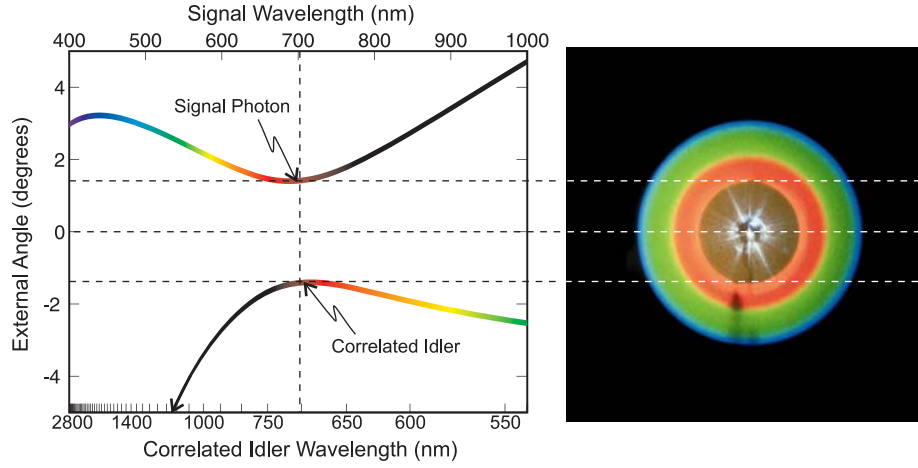 Signal Wavelength (nm)
400 500 600 700 800 900 1000
External Angle (degrees)
4
2
0
-2
-4
Signal Photon
Correlated Idler
2800 1400 1000 750 650 600 550
Correlated Idler Wavelength (nm)